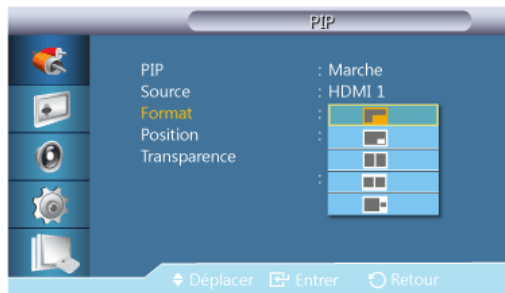 PIP
PIP : Marche
Source : HDMI 1
Format :
Position :
Transparence
:
Déplacer Entrer Retour